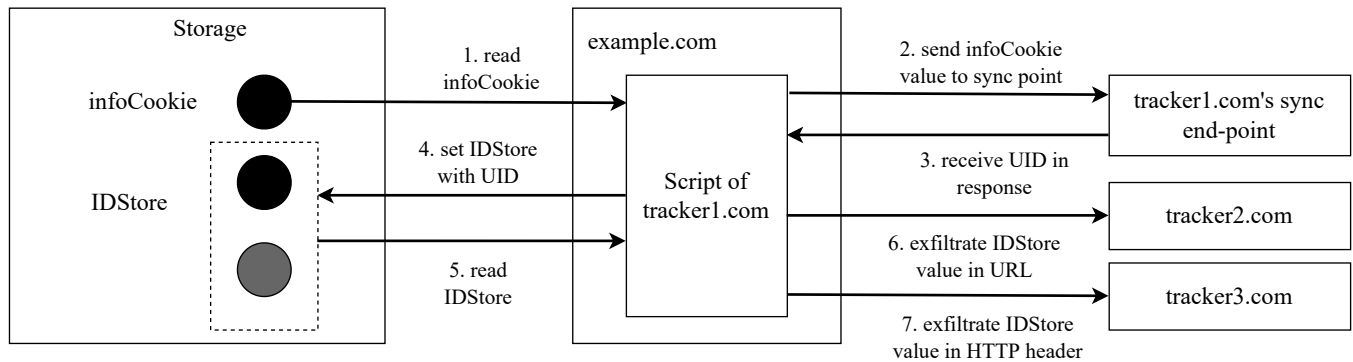 Storage
infoCookie
IDStore
1. read
infoCookie
4. set IDStore
with UID
5. read
IDStore
example.com
Script of
tracker1.com
2. send infoCookie
value to sync point
3. receive UID in
response
6. exfiltrate IDStore
value in URL
7. exfiltrate IDStore
value in HTTP header
tracker1.com's sync
end-point
tracker2.com
tracker3.com